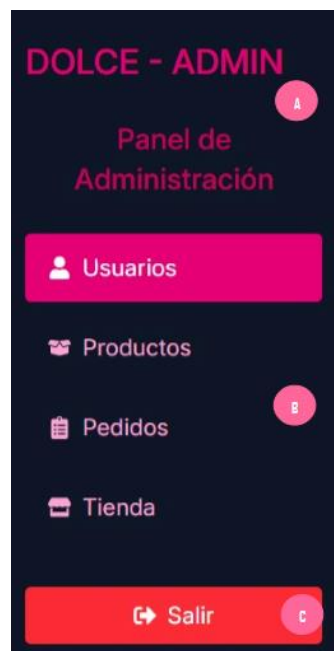 DOLCE - ADMIN
A
Panel de
Administración
Usuarios
Productos
B
Pedidos
Tienda
Salir
C